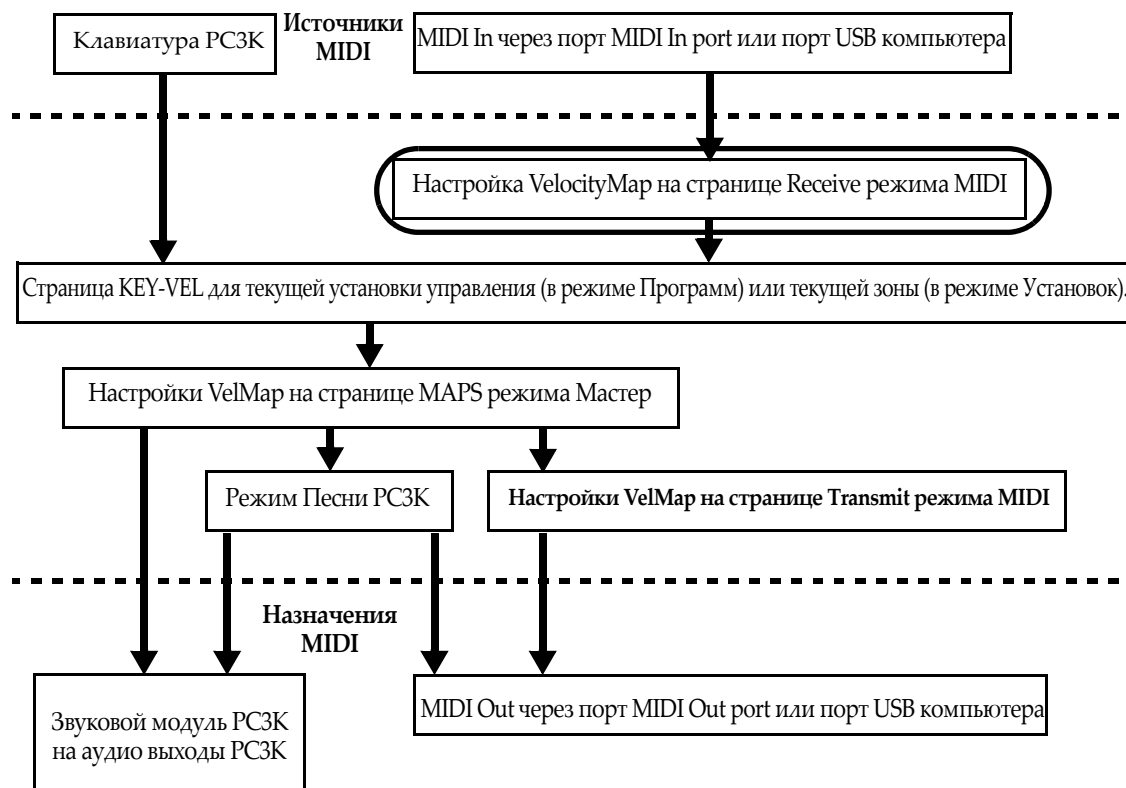 Клавиатура PC3K
Источники
MIDI
MIDI In через порт MIDI In port или порт USB компьютера
Настройка VelocityMap на странице Receive режима MIDI
Страница KEY-VEL для текущей установки управления (в режиме Программ) или текущей зоны (в режиме Установок).
Настройки VelMap на странице MAPS режима Мастер
Режим Песни PC3K
Настройки VelMap на странице Transmit режима MIDI
Назначения
MIDI
Звуковой модуль PC3K
на аудио выходы PC3K
MIDI Out через порт MIDI Out port или порт USB компьютера